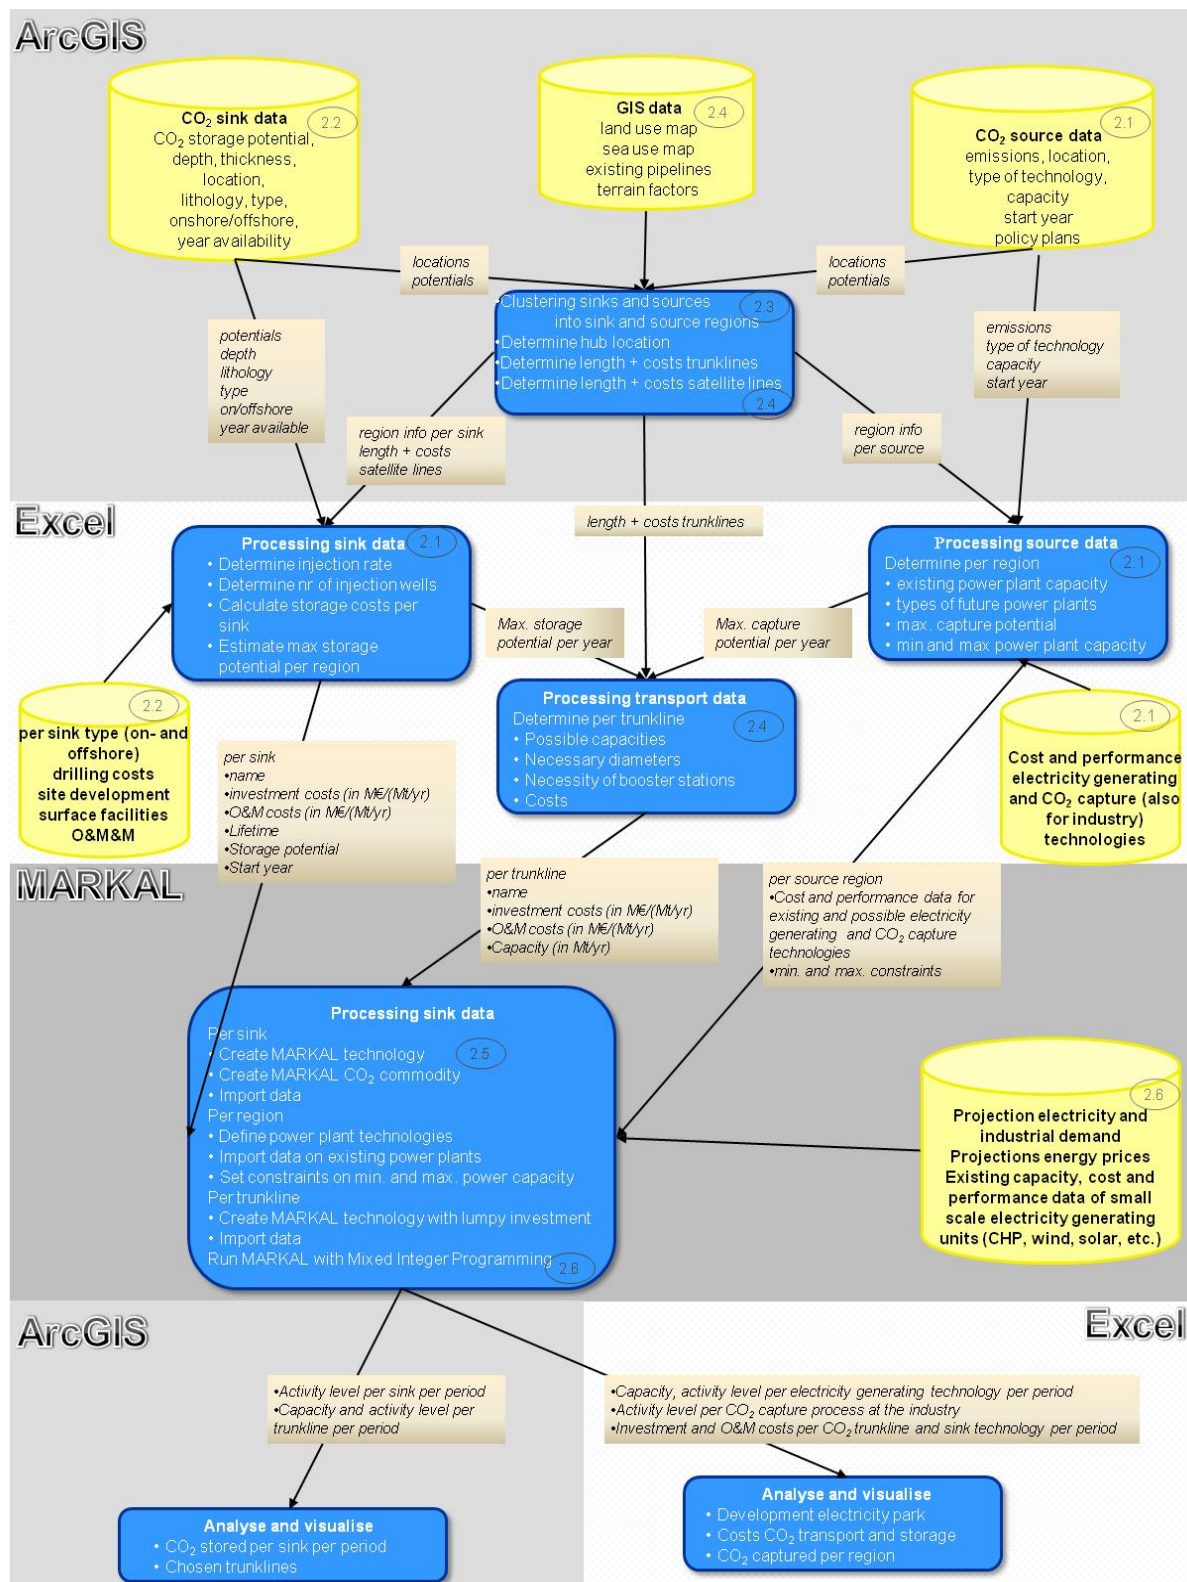 ArcGIS
CO₂ sink data
2.2
CO₂ storage potential,
depth, thickness,
location,
lithology, type,
onshore/offshore,
year availability
GIS data
2.4
land use map
sea use map
existing pipelines
terrain factors
2.1
CO₂ source data
emissions, location,
type of technology,
capacity
start year
policy plans
locations
potentials
locations
potentials
•Clustering sinks and sources
into sink and source regions
2.3
•Determine hub location
•Determine length + costs trunklines
•Determine length + costs satellite lines
2.4
potentials
depth
lithology
type
on/offshore
year available
emissions
type of technology
capacity
start year
region info per sink
length + costs
satellite lines
region info
per source
Excel
length + costs trunklines
Processing sink data
2.1
• Determine injection rate
• Determine nr of injection wells
• Calculate storage costs per
sink
• Estimate max storage
potential per region
Processing source data
2.1
Determine per region
• existing power plant capacity
• types of future power plants
• max. capture potential
• min and max power plant capacity
Max. storage
potential per year
Max. capture
potential per year
2.2
per sink type (on- and
offshore)
drilling costs
site development
surface facilities
O&M&M
Processing transport data
2.4
Determine per trunkline
• Possible capacities
• Necessary diameters
• Necessity of booster stations
• Costs
2.1
Cost and performance
electricity generating
and CO₂ capture (also
for industry)
technologies
per sink
•name
•investment costs (in M€/(Mt/yr)
•O&M costs (in M€/(Mt/yr)
•Lifetime
•Storage potential
•Start year
MARKAL
per trunkline
•name
•investment costs (in M€/(Mt/yr)
•O&M costs (in M€/(Mt/yr)
•Capacity (in Mt/yr)
per source region
•Cost and performance data for
existing and possible electricity
generating and CO₂ capture
technologies
•min. and max. constraints
Processing sink data
Per sink
2.5
• Create MARKAL technology
• Create MARKAL CO₂ commodity
• Import data
Per region
• Define power plant technologies
• Import data on existing power plants
• Set constraints on min. and max. power capacity
Per trunkline
• Create MARKAL technology with lumpy investment
• Import data
Run MARKAL with Mixed Integer Programming
2.6
2.6
Projection electricity and
industrial demand
Projections energy prices
Existing capacity, cost and
performance data of small
scale electricity generating
units (CHP, wind, solar, etc.)
ArcGIS
Excel
•Activity level per sink per period
•Capacity and activity level per
trunkline per period
•Capacity, activity level per electricity generating technology per period
•Activity level per CO₂ capture process at the industry
•Investment and O&M costs per CO₂ trunkline and sink technology per period
Analyse and visualise
• CO₂ stored per sink per period
• Chosen trunklines
Analyse and visualise
• Development electricity park
• Costs CO₂ transport and storage
• CO₂ captured per region